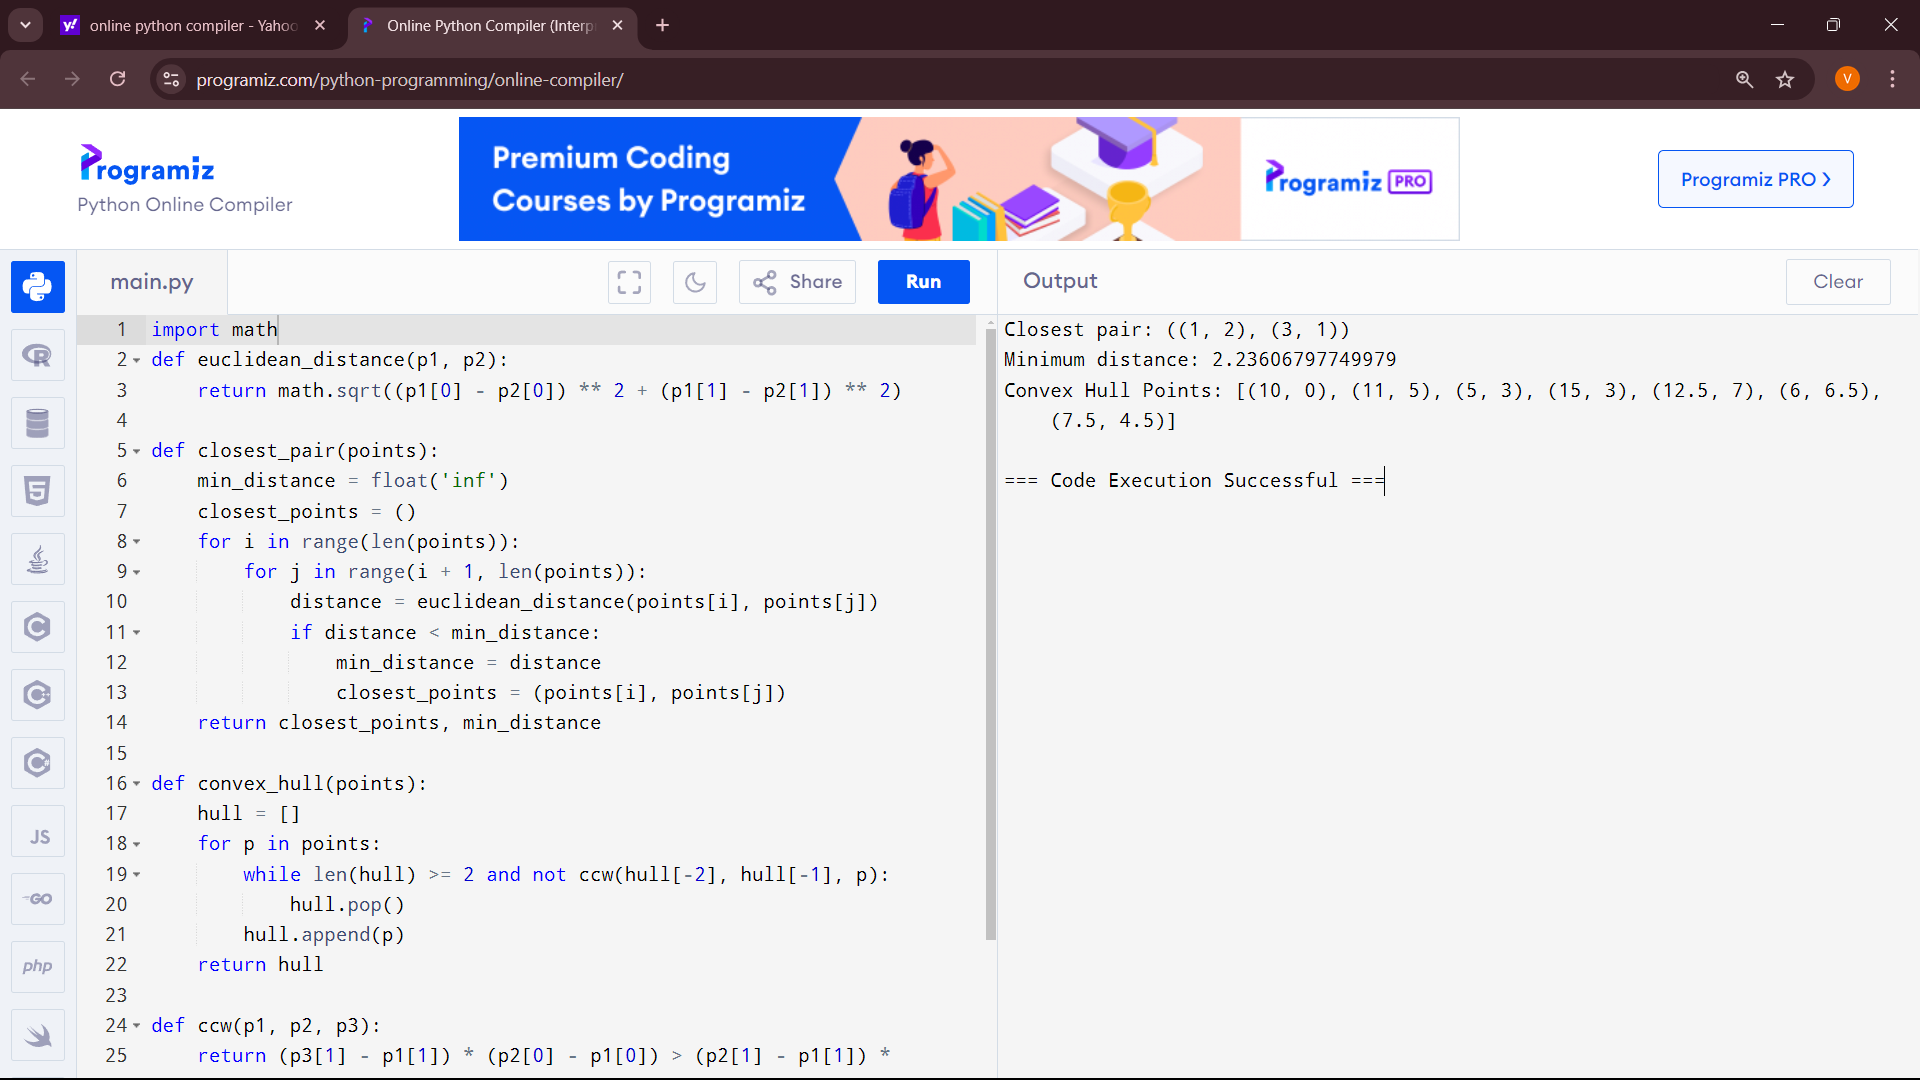 online python compiler - Yahoo
Online Python Compiler (Interp
programiz.com/python-programming/online-compiler/
V
Programiz
Python Online Compiler
Premium Coding
Courses by Programiz
Programiz PRO
Programiz PRO
main.py
Share
Run
Output
Clear
1 import math
2 def euclidean_distance(p1, p2):
3 return math.sqrt((p1[0] - p2[0]) ** 2 + (p1[1] - p2[1]) ** 2)
4
5 def closest_pair(points):
6 min_distance = float('inf')
7 closest_points = ()
8 for i in range(len(points)):
9 for j in range(i + 1, len(points)):
10 distance = euclidean_distance(points[i], points[j])
11 if distance < min_distance:
12 min_distance = distance
13 closest_points = (points[i], points[j])
14 return closest_points, min_distance
15
16 def convex_hull(points):
17 hull = []
18 for p in points:
19 while len(hull) >= 2 and not ccw(hull[-2], hull[-1], p):
20 hull.pop()
21 hull.append(p)
22 return hull
23
24 def ccw(p1, p2, p3):
25 return (p3[1] - p1[1]) * (p2[0] - p1[0]) > (p2[1] - p1[1]) *
Closest pair: ((1, 2), (3, 1))
Minimum distance: 2.23606797749979
Convex Hull Points: [(10, 0), (11, 5), (5, 3), (15, 3), (12.5, 7), (6, 6.5),
(7.5, 4.5)]
=== Code Execution Successful ===
R
5
C
C+
C#
JS
GO
php